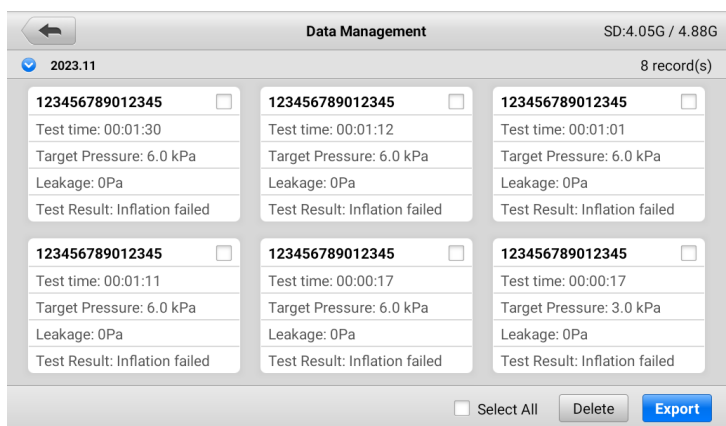 Data Management
SD:4.05G / 4.88G
2023.11
8 record(s)
123456789012345
Test time: 00:01:30
Target Pressure: 6.0 kPa
Leakage: 0Pa
Test Result: Inflation failed
123456789012345
Test time: 00:01:12
Target Pressure: 6.0 kPa
Leakage: 0Pa
Test Result: Inflation failed
123456789012345
Test time: 00:01:01
Target Pressure: 6.0 kPa
Leakage: 0Pa
Test Result: Inflation failed
123456789012345
Test time: 00:01:11
Target Pressure: 6.0 kPa
Leakage: 0Pa
Test Result: Inflation failed
123456789012345
Test time: 00:00:17
Target Pressure: 6.0 kPa
Leakage: 0Pa
Test Result: Inflation failed
123456789012345
Test time: 00:00:17
Target Pressure: 3.0 kPa
Leakage: 0Pa
Test Result: Inflation failed
Select All
Delete
Export